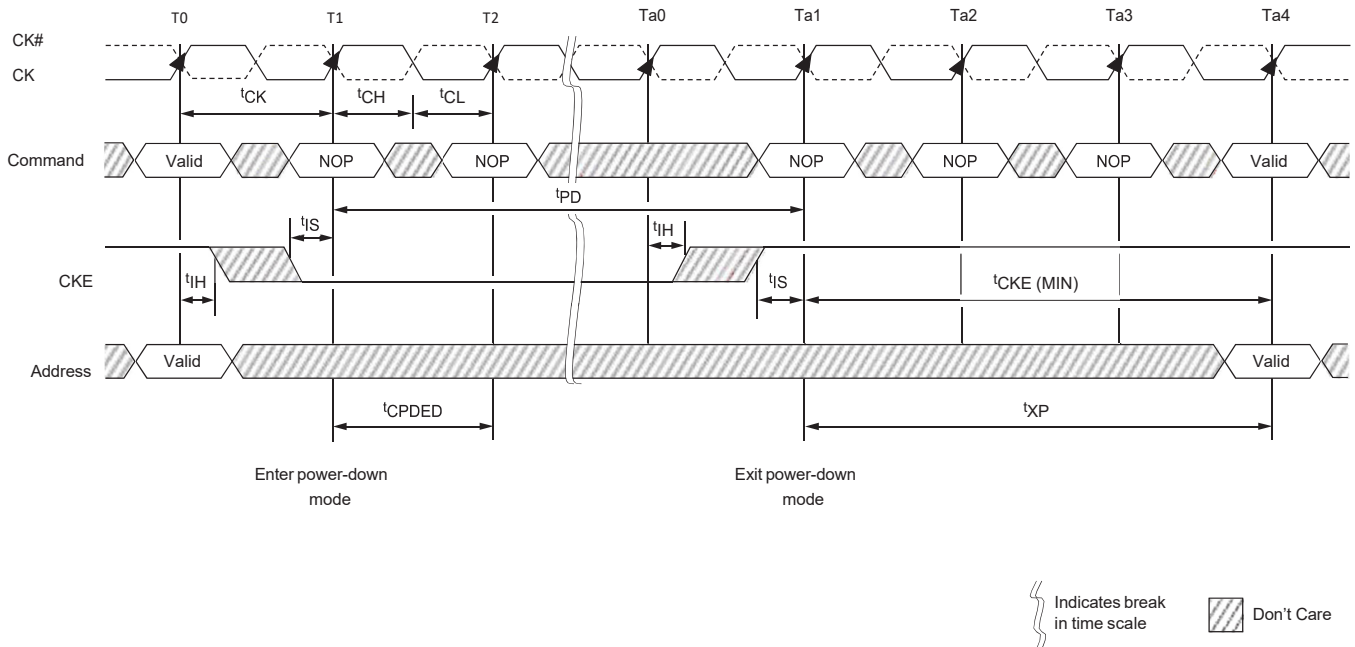 T0 T1 T2 Ta0 Ta1 Ta2 Ta3 Ta4
CK#
CK
tCK tCH tCL
Command Valid NOP NOP NOP NOP NOP Valid
tPD
tIS tIH
CKE tIH tIS tCKE (MIN)
Address Valid Valid
tCPDED tXP
Enter power-down
mode
Exit power-down
mode
Indicates break
in time scale
Don't Care